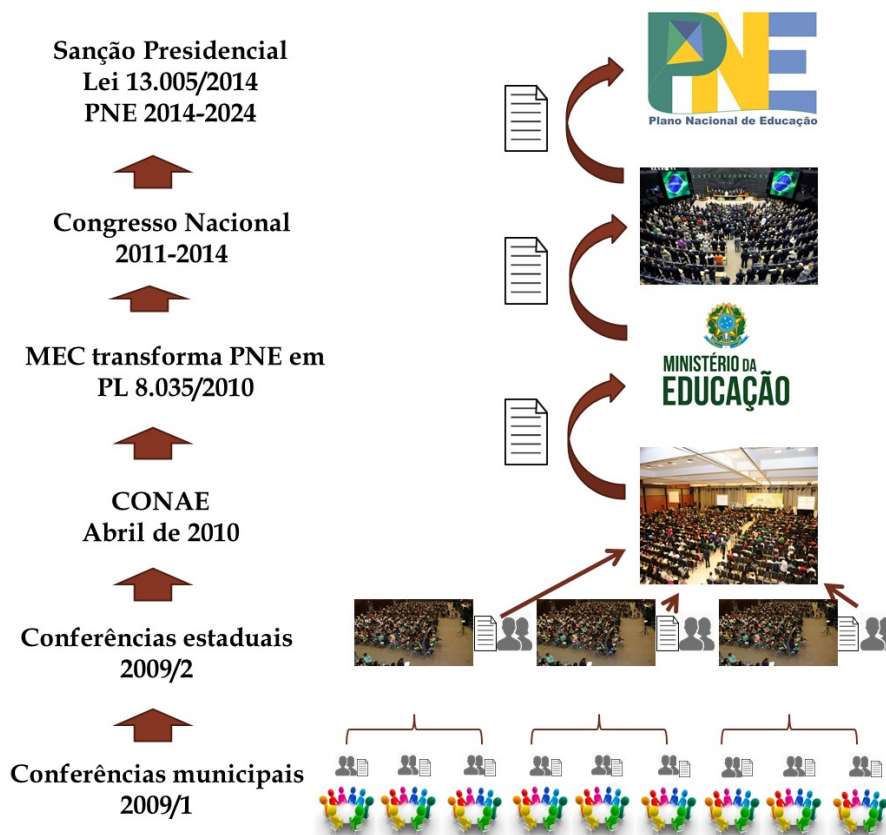 Sanção Presidencial
Lei 13.005/2014
PNE 2014-2024
PNE
Plano Nacional de Educação
Congresso Nacional
2011-2014
MEC transforma PNE em
PL 8.035/2010
MINISTÉRIO DA
EDUCAÇÃO
CONAE
Abril de 2010
Conferências estaduais
2009/2
Conferências municipais
2009/1